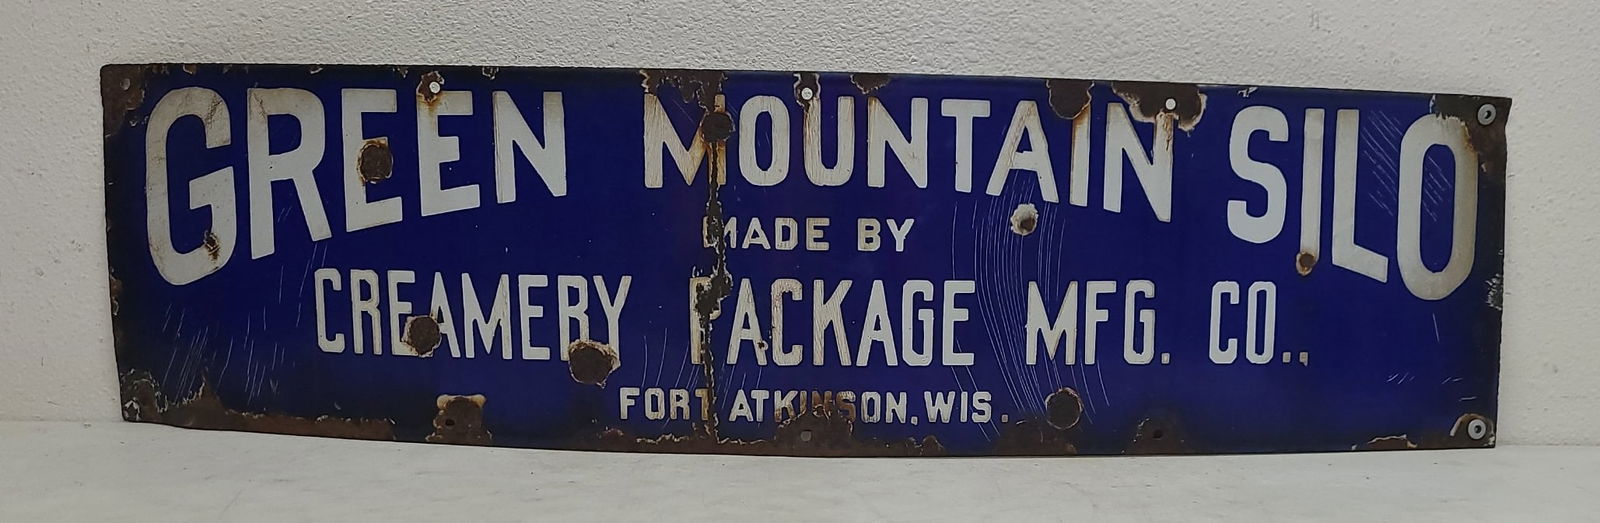 GREEN MOUNTAIN SILO
MADE BY
CREAMERY PACKAGE MFG. CO.,
FORT ATKINSON, WIS.